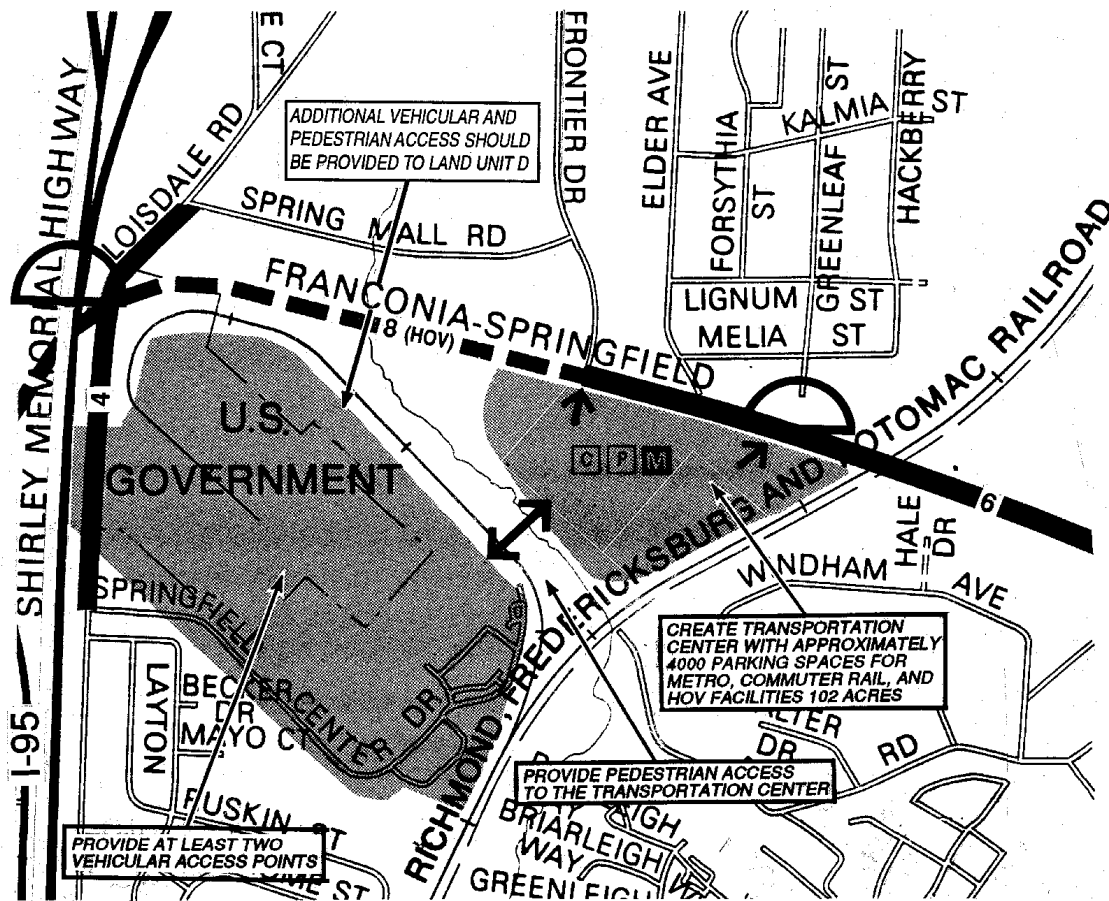 E CT
FRONTIER DR
ELDER AVE
FORSYTHIA
ST
KALMIA ST
GREENLEAF ST
HACKBERRY
SHIRLEY MEMORIAL HIGHWAY
LOISDALE RD
ADDITIONAL VEHICULAR AND
PEDESTRIAN ACCESS SHOULD
BE PROVIDED TO LAND UNIT D
SPRING MALL RD
FRANCONIA-SPRINGFIELD
8 (HOV)
LIGNUM ST
MELIA ST
4
U.S.
GOVERNMENT
C P M
6
RICHMOND, FREDERICKSBURG AND POTOMAC RAILROAD
HALE
DR
WINDHAM AVE
SPRINGFIELD CENTER DR
CREATE TRANSPORTATION
CENTER WITH APPROXIMATELY
4000 PARKING SPACES FOR
METRO, COMMUTER RAIL, AND
HOV FACILITIES 102 ACRES
LAYTON
BECKER
DR
MAYO CT
DR
RD
I-95
PROVIDE PEDESTRIAN ACCESS
TO THE TRANSPORTATION CENTER
RUSKIN ST
PROVIDE AT LEAST TWO
VEHICULAR ACCESS POINTS
ST
BRIARLEIGH
WAY
GREENLEIGH